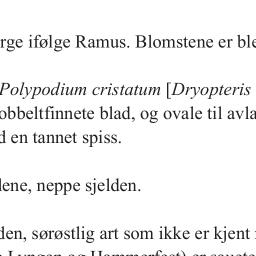 rge ifølge Ramus. Blomstene er ble
Polypodium cristatum [Dryopteris
obbeltfinnete blad, og ovale til avla
d en tannet spiss.
lene, neppe sjelden.
den, sørøstlig art som ikke er kjent